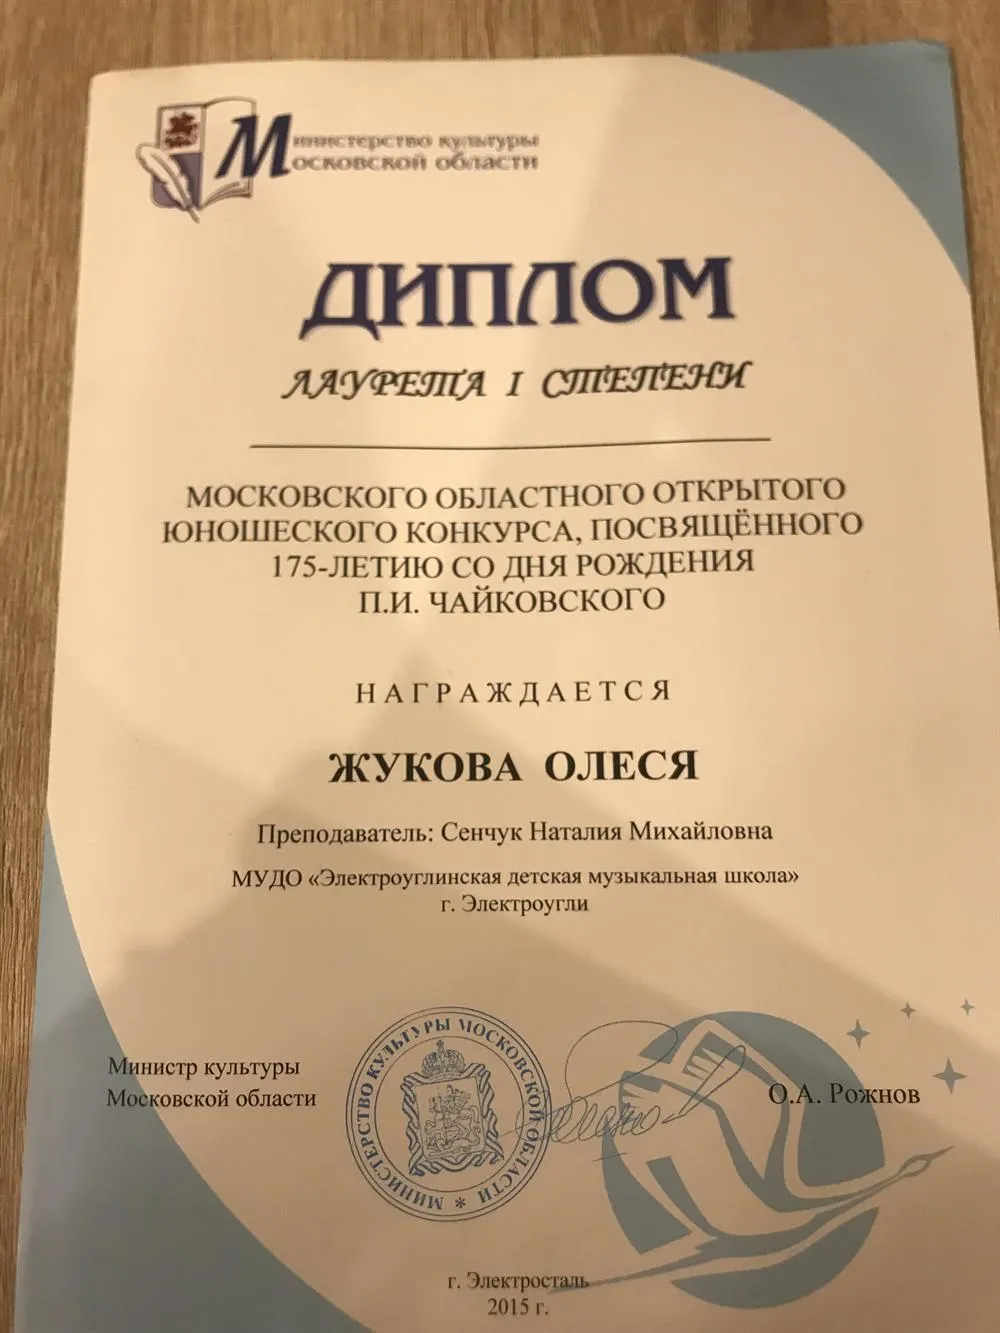 Министерство культуры
Московской области
ДИПЛОМ
ЛАУРЕТА I СТЕПЕНИ
МОСКОВСКОГО ОБЛАСТНОГО ОТКРЫТОГО
ЮНОШЕСКОГО КОНКУРСА, ПОСВЯЩЁННОГО
175-ЛЕТИЮ СО ДНЯ РОЖДЕНИЯ
П.И. ЧАЙКОВСКОГО
НАГРАЖДАЕТСЯ
ЖУКОВА ОЛЕСЯ
Преподаватель: Сенчук Наталия Михайловна
МУДО «Электроуглинская детская музыкальная школа»
г. Электроугли
Министр культуры
Московской области
МИНИСТЕРСТВО КУЛЬТУРЫ МОСКОВСКОЙ ОБЛАСТИ *
О.А. Рожнов
г. Электросталь
2015 г.